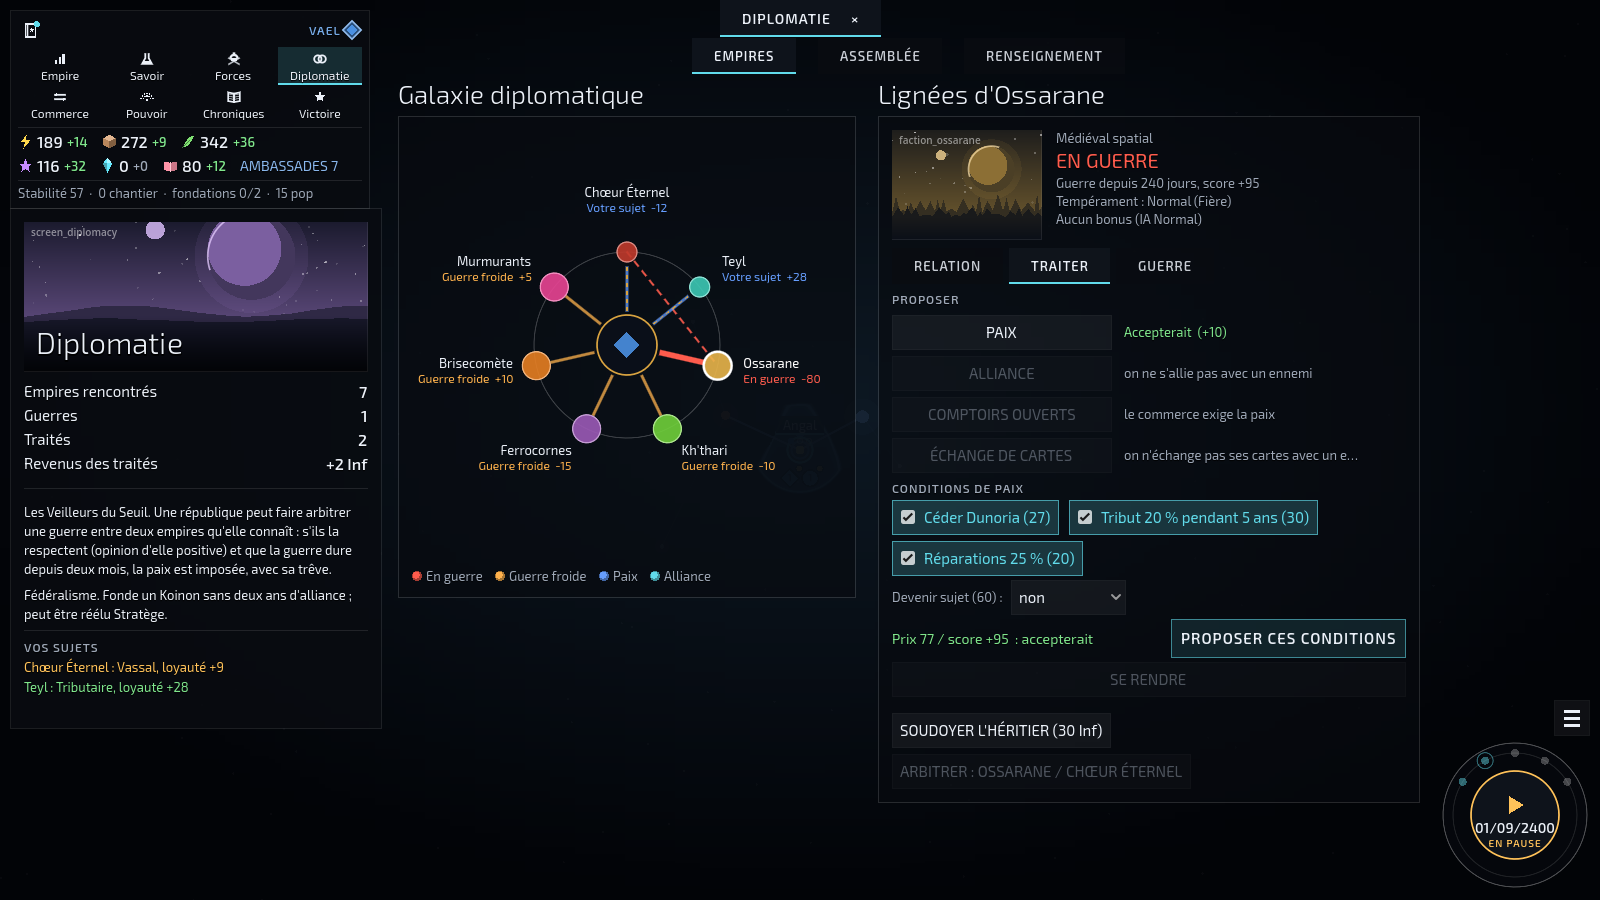 DIPLOMATIE ×
EMPIRES ASSEMBLÉE RENSEIGNEMENT
VAEL
Empire Savoir Forces Diplomatie
Commerce Pouvoir Chroniques Victoire
189 +14 272 +9 342 +36
116 +32 0 +0 80 +12 AMBASSADES 7
Stabilité 57 · 0 chantier · fondations 0/2 · 15 pop
screen_diplomacy
Diplomatie
Empires rencontrés 7
Guerres 1
Traités 2
Revenus des traités +2 Inf
Les Veilleurs du Seuil. Une république peut faire arbitrer
une guerre entre deux empires qu'elle connaît : s'ils la
respectent (opinion d'elle positive) et que la guerre dure
depuis deux mois, la paix est imposée, avec sa trêve.
Fédéralisme. Fonde un Koinon sans deux ans d'alliance ;
peut être réélu Stratège.
VOS SUJETS
Chœur Éternel : Vassal, loyauté +9
Teyl : Tributaire, loyauté +28
Galaxie diplomatique
Chœur Éternel
Votre sujet -12
Murmurants
Guerre froide +5
Teyl
Votre sujet +28
Brisecomète
Guerre froide +10
Ossarane
En guerre -80
Ferrocornes
Guerre froide -15
Kh'thari
Guerre froide -10
En guerre Guerre froide Paix Alliance
Lignées d'Ossarane
faction_ossarane
Médiéval spatial
EN GUERRE
Guerre depuis 240 jours, score +95
Tempérament : Normal (Fière)
Aucun bonus (IA Normal)
RELATION TRAITER GUERRE
PROPOSER
PAIX Accepterait (+10)
ALLIANCE on ne s'allie pas avec un ennemi
COMPTOIRS OUVERTS le commerce exige la paix
ÉCHANGE DE CARTES on n'échange pas ses cartes avec un e…
CONDITIONS DE PAIX
Céder Dunoria (27) Tribut 20 % pendant 5 ans (30)
Réparations 25 % (20)
Devenir sujet (60) : non
Prix 77 / score +95 : accepterait PROPOSER CES CONDITIONS
SE RENDRE
SOUDOYER L'HÉRITIER (30 Inf)
ARBITRER : OSSARANE / CHŒUR ÉTERNEL
01/09/2400
EN PAUSE